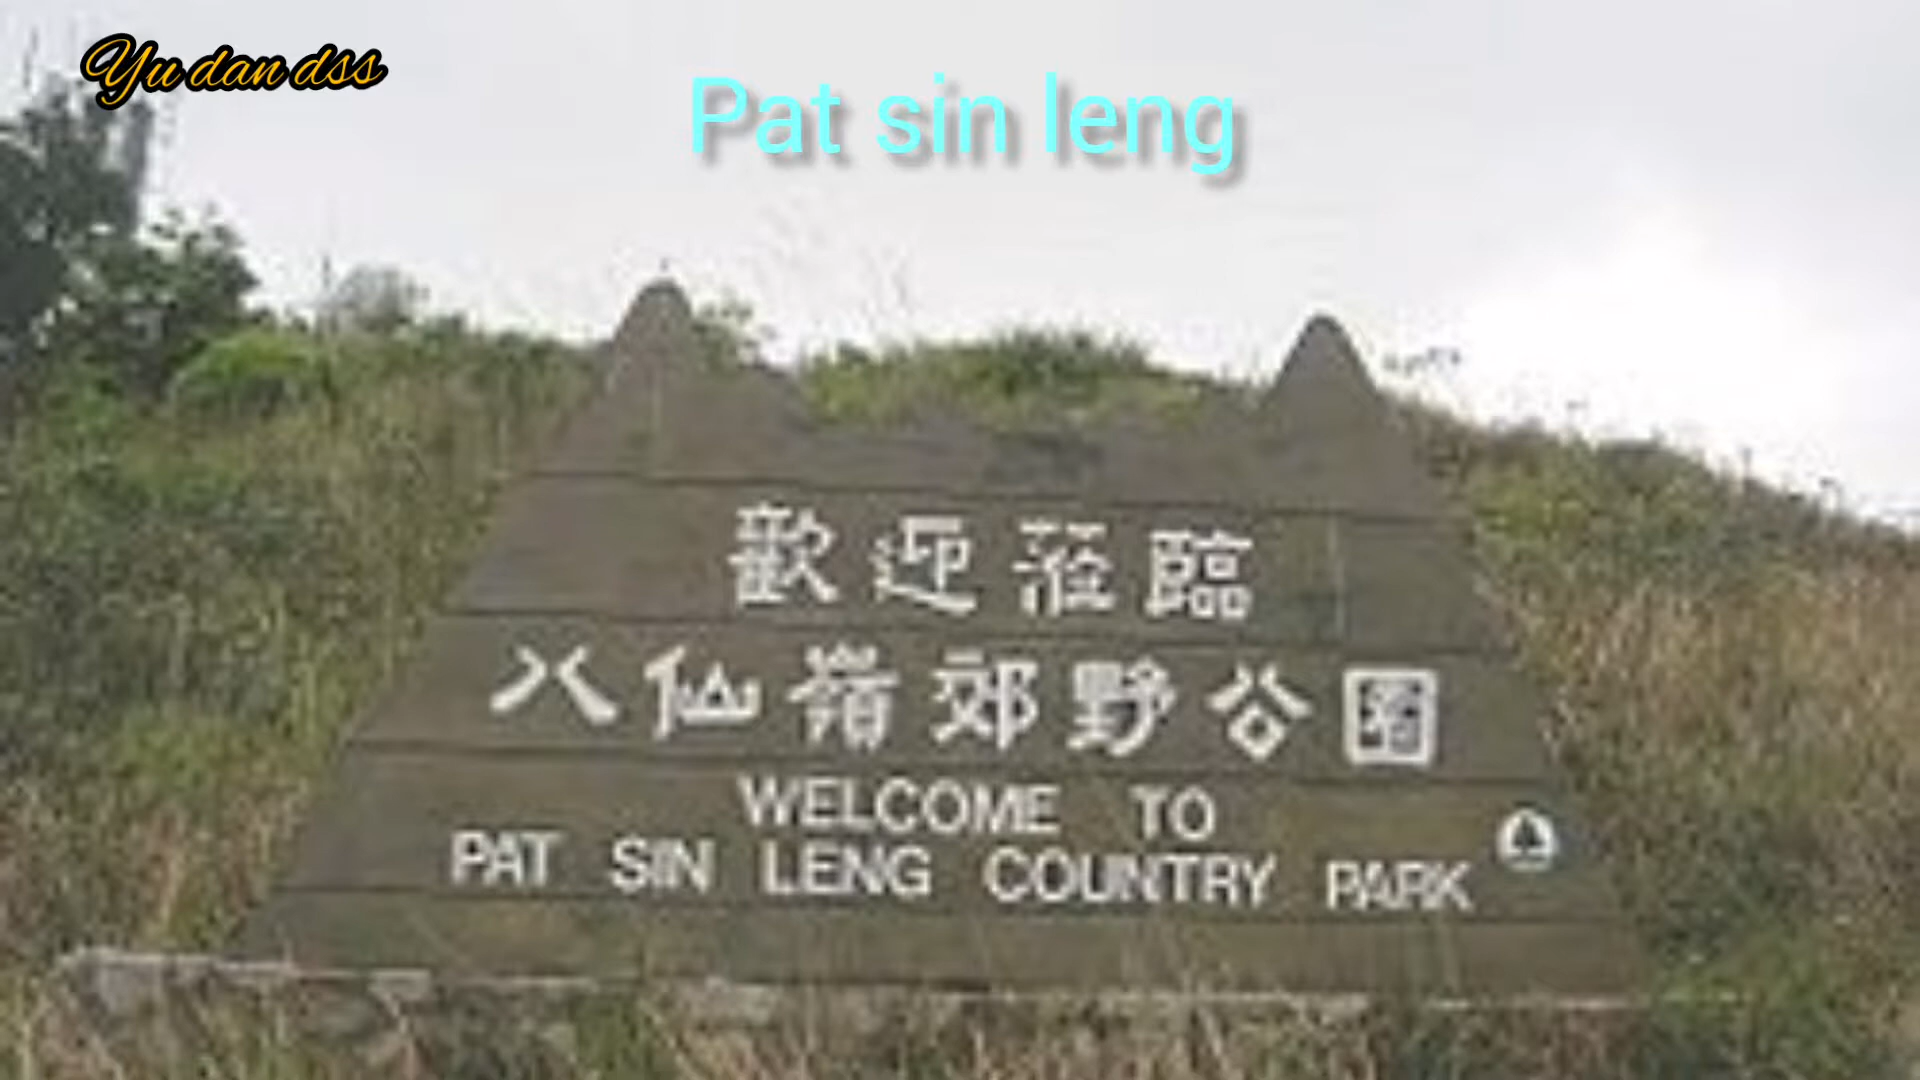 Yu dan dss
Pat sin leng
歡迎蒞臨
八仙嶺郊野公園
WELCOME TO
PAT SIN LENG COUNTRY PARK